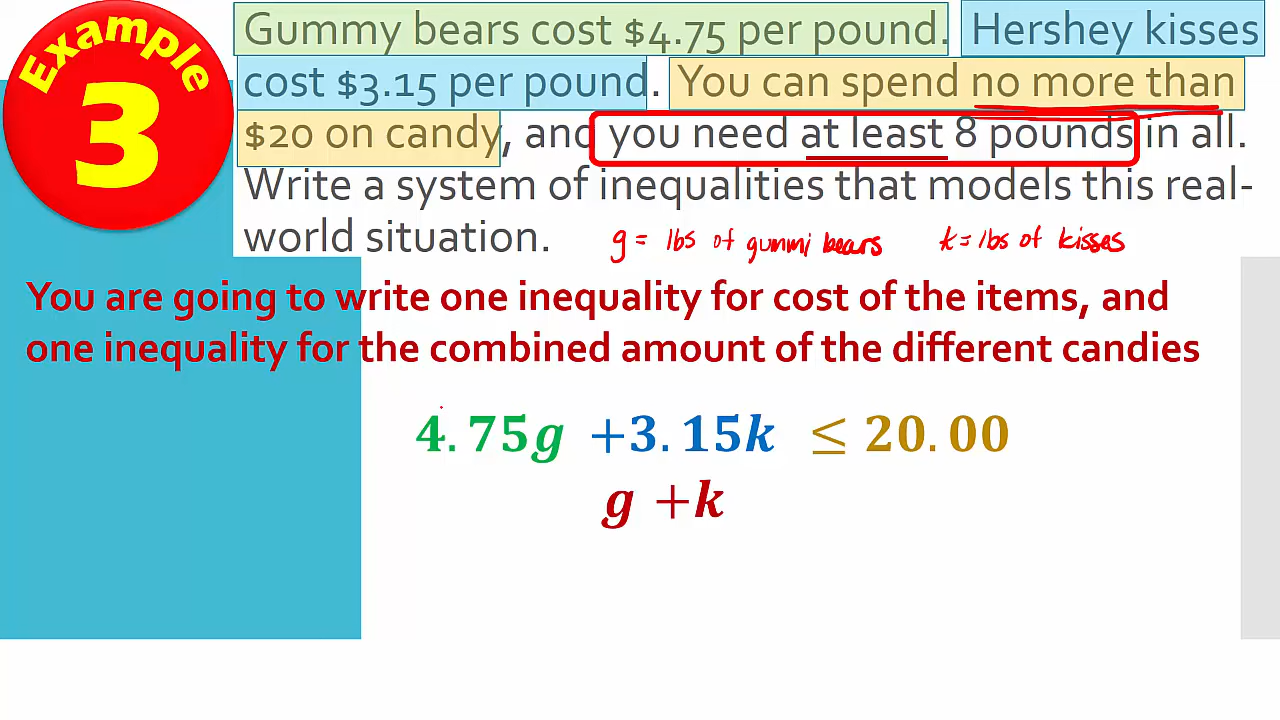 Example
3
Gummy bears cost $4.75 per pound. Hershey kisses
cost $3.15 per pound. You can spend no more than
$20 on candy, and you need at least 8 pounds in all.
Write a system of inequalities that models this real-
world situation.
g = lbs of gummi bears k = lbs of kisses
You are going to write one inequality for cost of the items, and
one inequality for the combined amount of the different candies
4.75g +3.15k ≤ 20.00
g +k